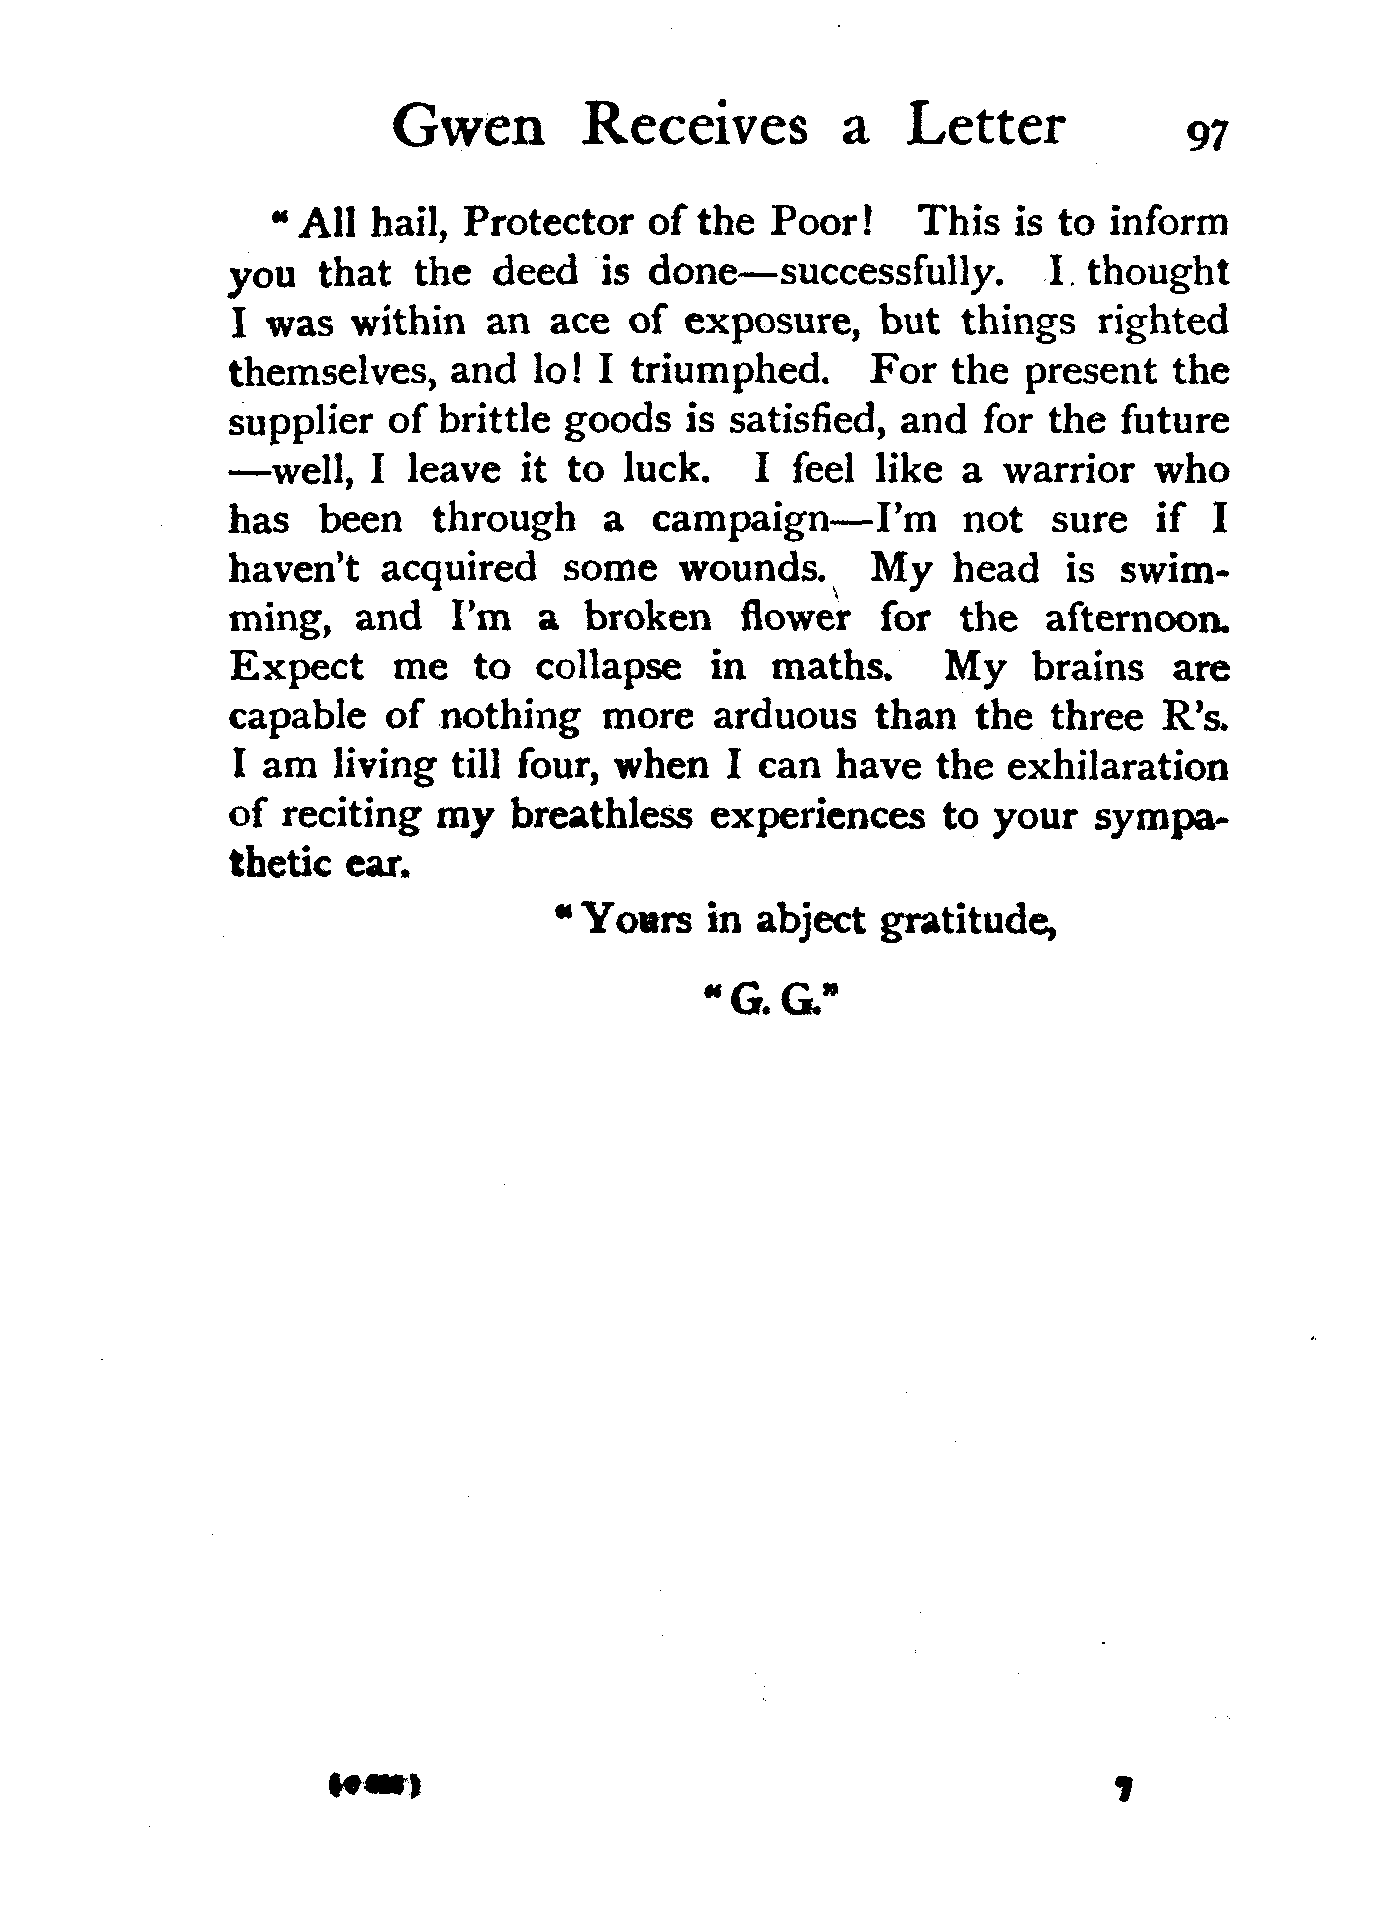 Gwen Receives a Letter 97
“All hail, Protector of the Poor! This is to inform
you that the deed is done—successfully. I thought
I was within an ace of exposure, but things righted
themselves, and lo! I triumphed. For the present the
supplier of brittle goods is satisfied, and for the future
—well, I leave it to luck. I feel like a warrior who
has been through a campaign—I’m not sure if I
haven’t acquired some wounds. My head is swim-
ming, and I’m a broken flower for the afternoon.
Expect me to collapse in maths. My brains are
capable of nothing more arduous than the three R’s.
I am living till four, when I can have the exhilaration
of reciting my breathless experiences to your sympa-
thetic ear.
“Yours in abject gratitude,
“G. G.”
7